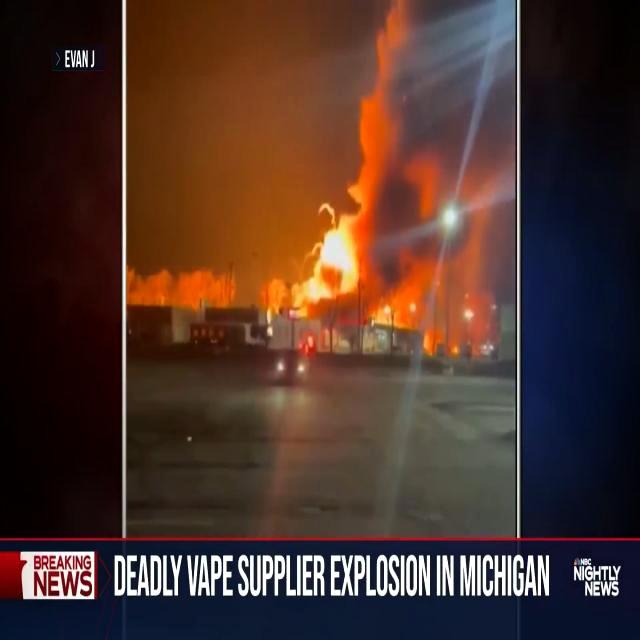 EVAN J
BREAKING
NEWS
DEADLY VAPE SUPPLIER EXPLOSION IN MICHIGAN
NBC
NIGHTLY
NEWS